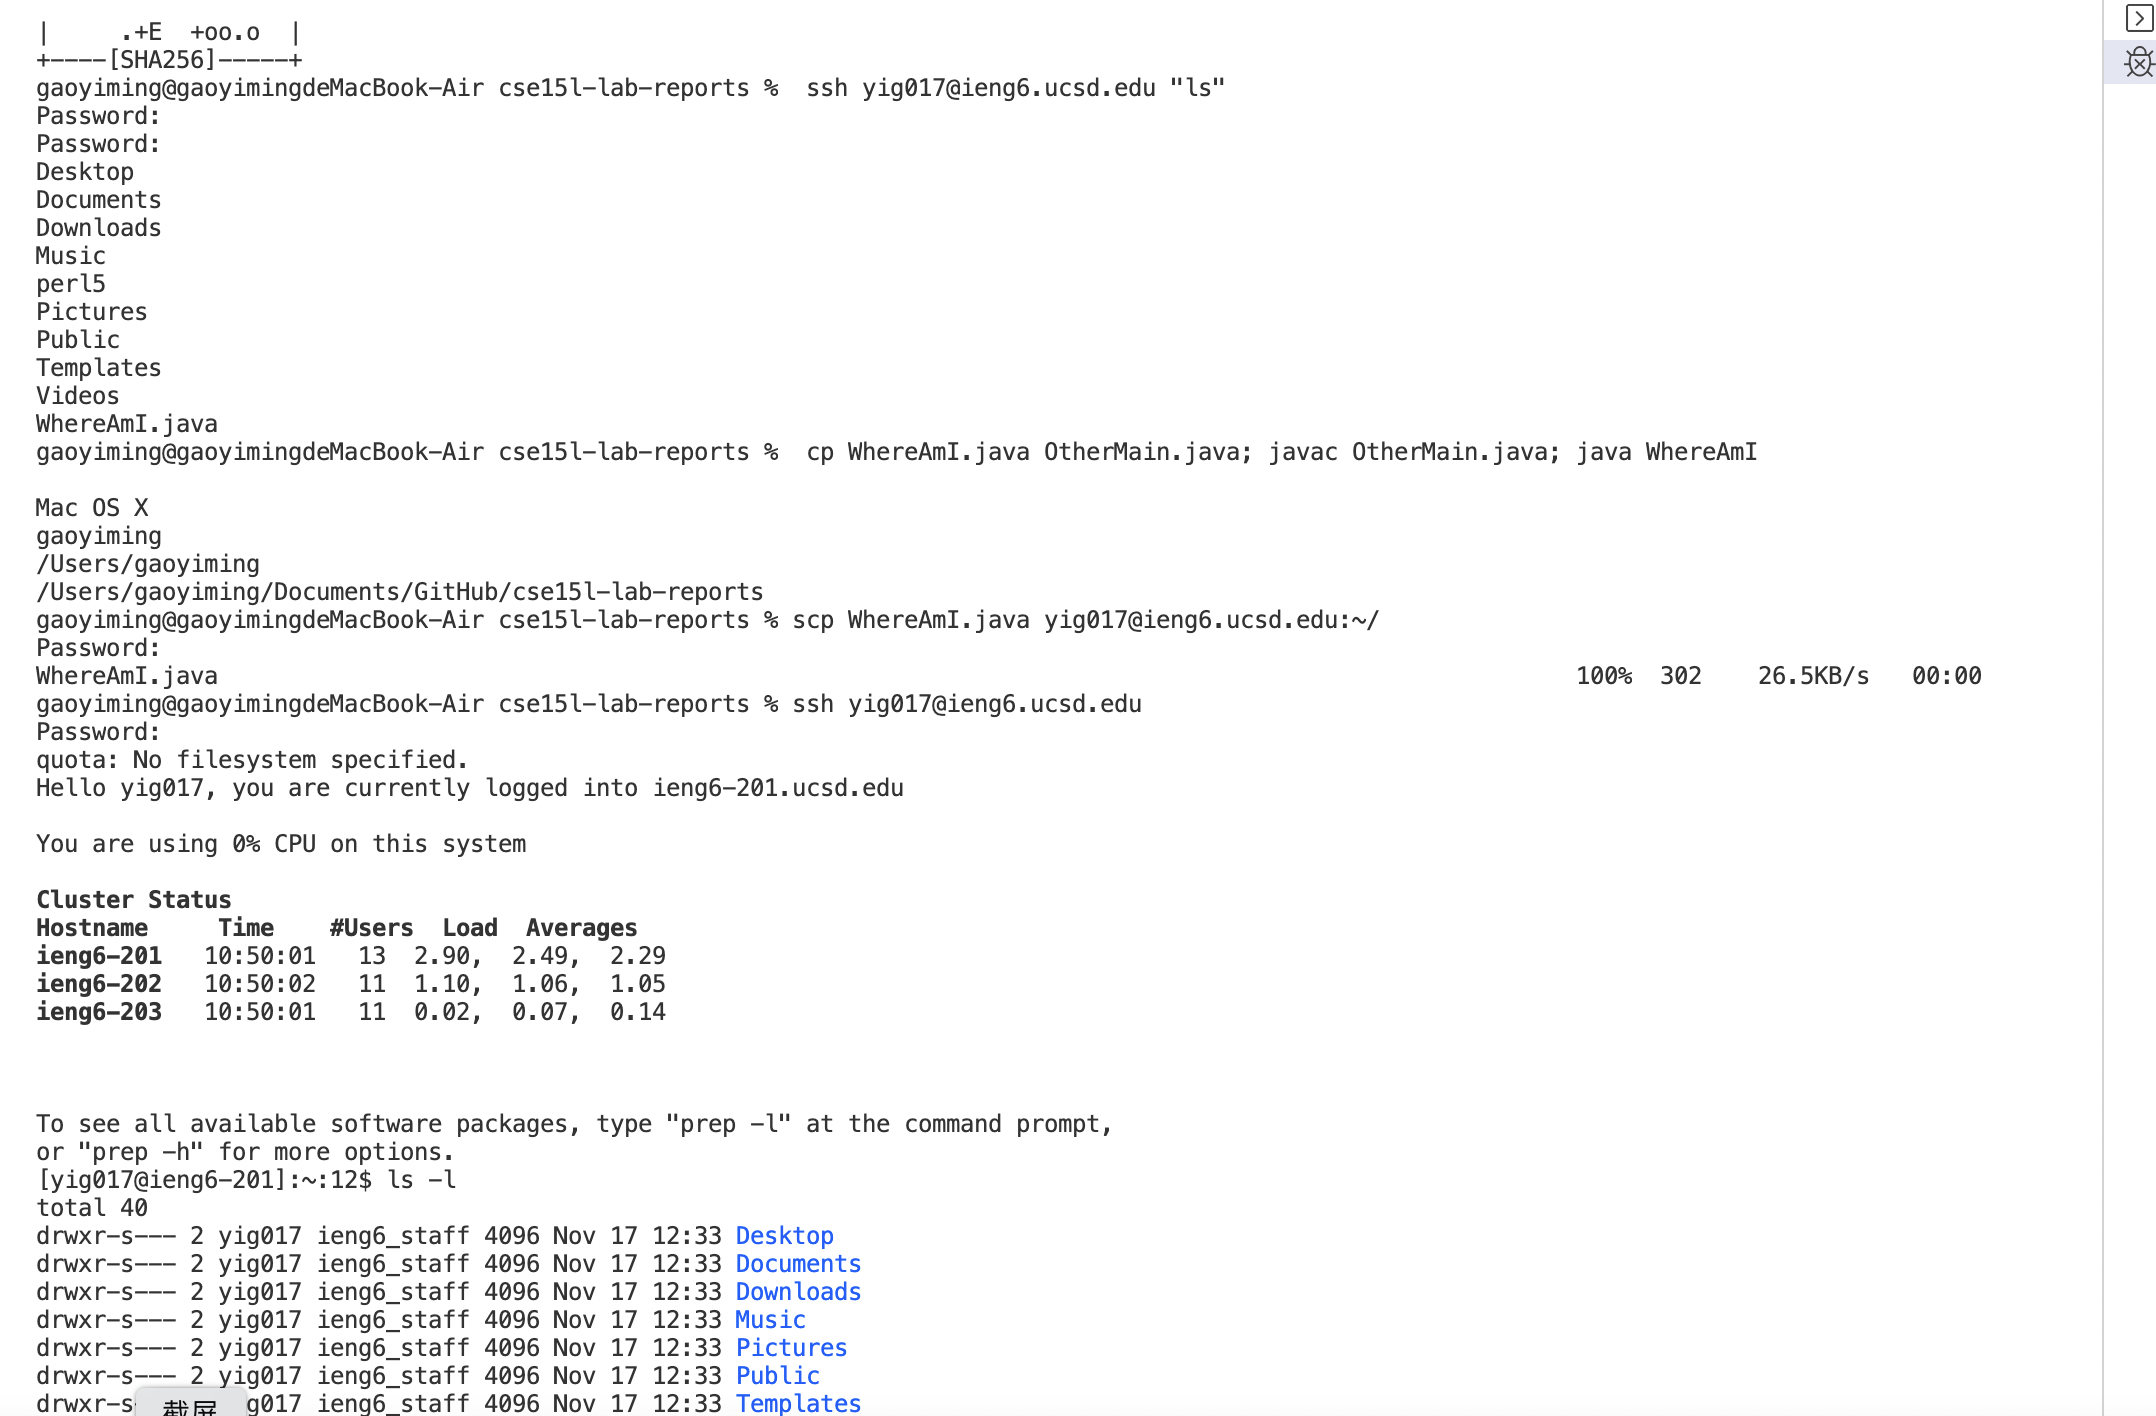 |     .+E  +oo.o  |
+----[SHA256]-----+
gaoyiming@gaoyimingdeMacBook-Air cse15l-lab-reports %  ssh yig017@ieng6.ucsd.edu "ls"
Password:
Password:
Desktop
Documents
Downloads
Music
perl5
Pictures
Public
Templates
Videos
WhereAmI.java
gaoyiming@gaoyimingdeMacBook-Air cse15l-lab-reports %  cp WhereAmI.java OtherMain.java; javac OtherMain.java; java WhereAmI
Mac OS X
gaoyiming
/Users/gaoyiming
/Users/gaoyiming/Documents/GitHub/cse15l-lab-reports
gaoyiming@gaoyimingdeMacBook-Air cse15l-lab-reports % scp WhereAmI.java yig017@ieng6.ucsd.edu:~/
Password:
WhereAmI.java                                                  100%  302    26.5KB/s   00:00
gaoyiming@gaoyimingdeMacBook-Air cse15l-lab-reports % ssh yig017@ieng6.ucsd.edu
Password:
quota: No filesystem specified.
Hello yig017, you are currently logged into ieng6-201.ucsd.edu
You are using 0% CPU on this system
Cluster Status
Hostname     Time    #Users  Load  Averages
ieng6-201   10:50:01   13  2.90,  2.49,  2.29
ieng6-202   10:50:02   11  1.10,  1.06,  1.05
ieng6-203   10:50:01   11  0.02,  0.07,  0.14
To see all available software packages, type "prep -l" at the command prompt,
or "prep -h" for more options.
[yig017@ieng6-201]:~:12$ ls -l
total 40
drwxr-s--- 2 yig017 ieng6_staff 4096 Nov 17 12:33 Desktop
drwxr-s--- 2 yig017 ieng6_staff 4096 Nov 17 12:33 Documents
drwxr-s--- 2 yig017 ieng6_staff 4096 Nov 17 12:33 Downloads
drwxr-s--- 2 yig017 ieng6_staff 4096 Nov 17 12:33 Music
drwxr-s--- 2 yig017 ieng6_staff 4096 Nov 17 12:33 Pictures
drwxr-s--- 2 yig017 ieng6_staff 4096 Nov 17 12:33 Public
drwxr-s 截屏 g017 ieng6_staff 4096 Nov 17 12:33 Templates